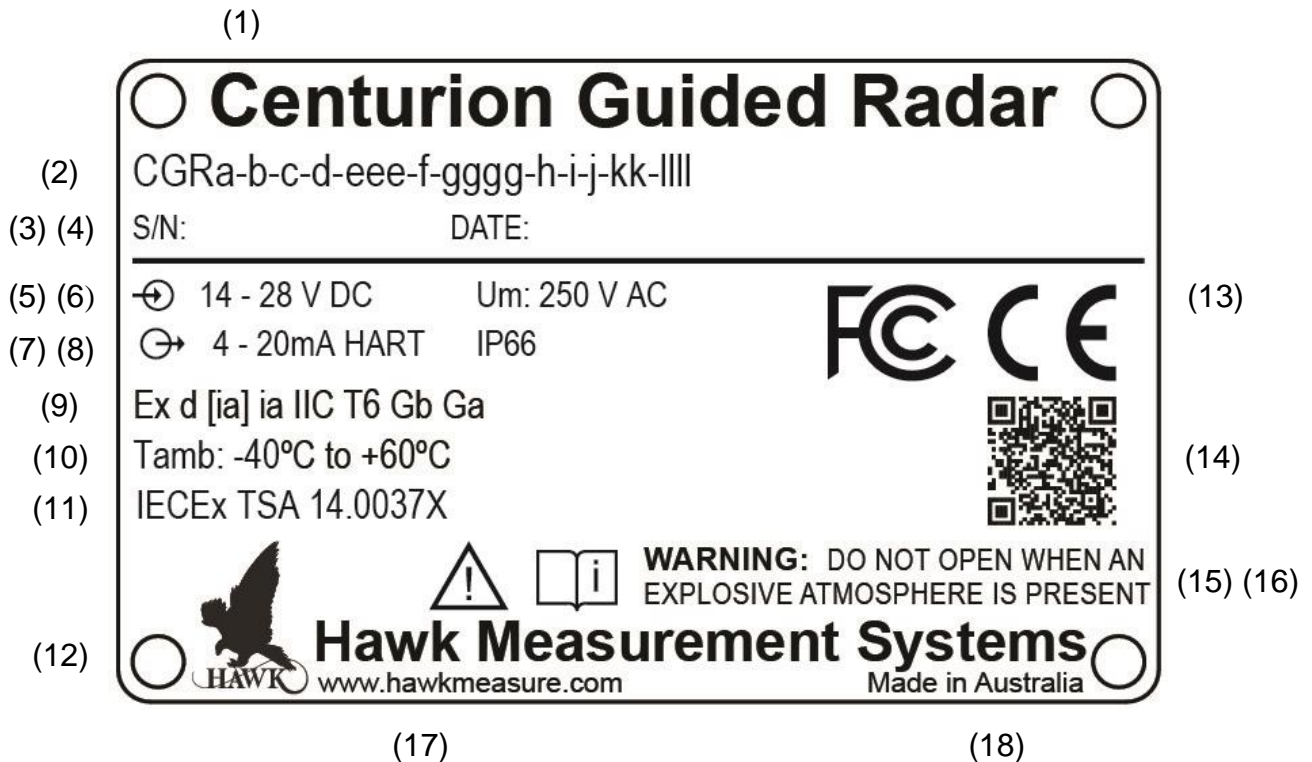 (1)
Centurion Guided Radar
(2) CGRa-b-c-d-eee-f-gggg-h-i-j-kk-llll
(3) (4) S/N: DATE:
(5) (6) 14 - 28 V DC Um: 250 V AC FC CE (13)
(7) (8) 4 - 20mA HART IP66
(9) Ex d [ia] ia IIC T6 Gb Ga
(10) Tamb: -40ºC to +60ºC (14)
(11) IECEx TSA 14.0037X
! i WARNING: DO NOT OPEN WHEN AN
EXPLOSIVE ATMOSPHERE IS PRESENT (15) (16)
(12) HAWK Hawk Measurement Systems
www.hawkmeasure.com Made in Australia
(17) (18)